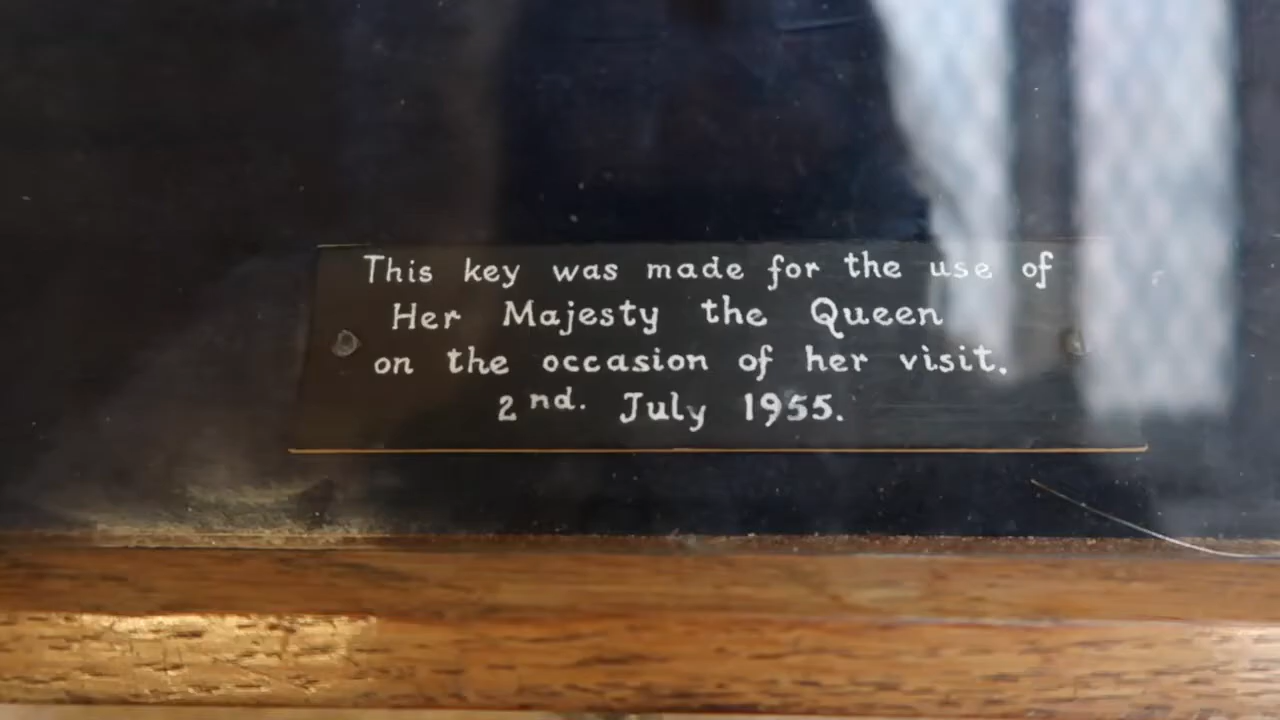 This key was made for the use of
Her Majesty the Queen
on the occasion of her visit.
2nd. July 1955.